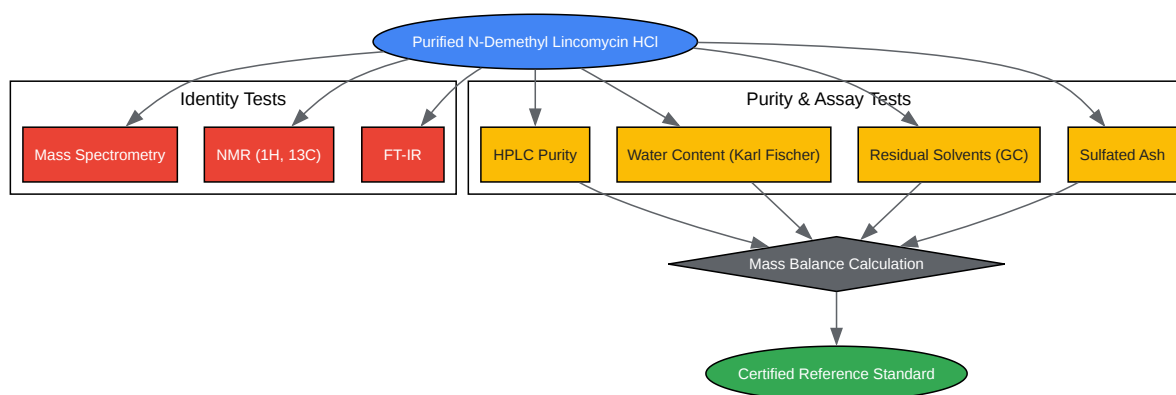 Purified N-Demethyl Lincomycin HCl
Identity Tests
Purity & Assay Tests
Mass Spectrometry
NMR (1H, 13C)
FT-IR
HPLC Purity
Water Content (Karl Fischer)
Residual Solvents (GC)
Sulfated Ash
Mass Balance Calculation
Certified Reference Standard